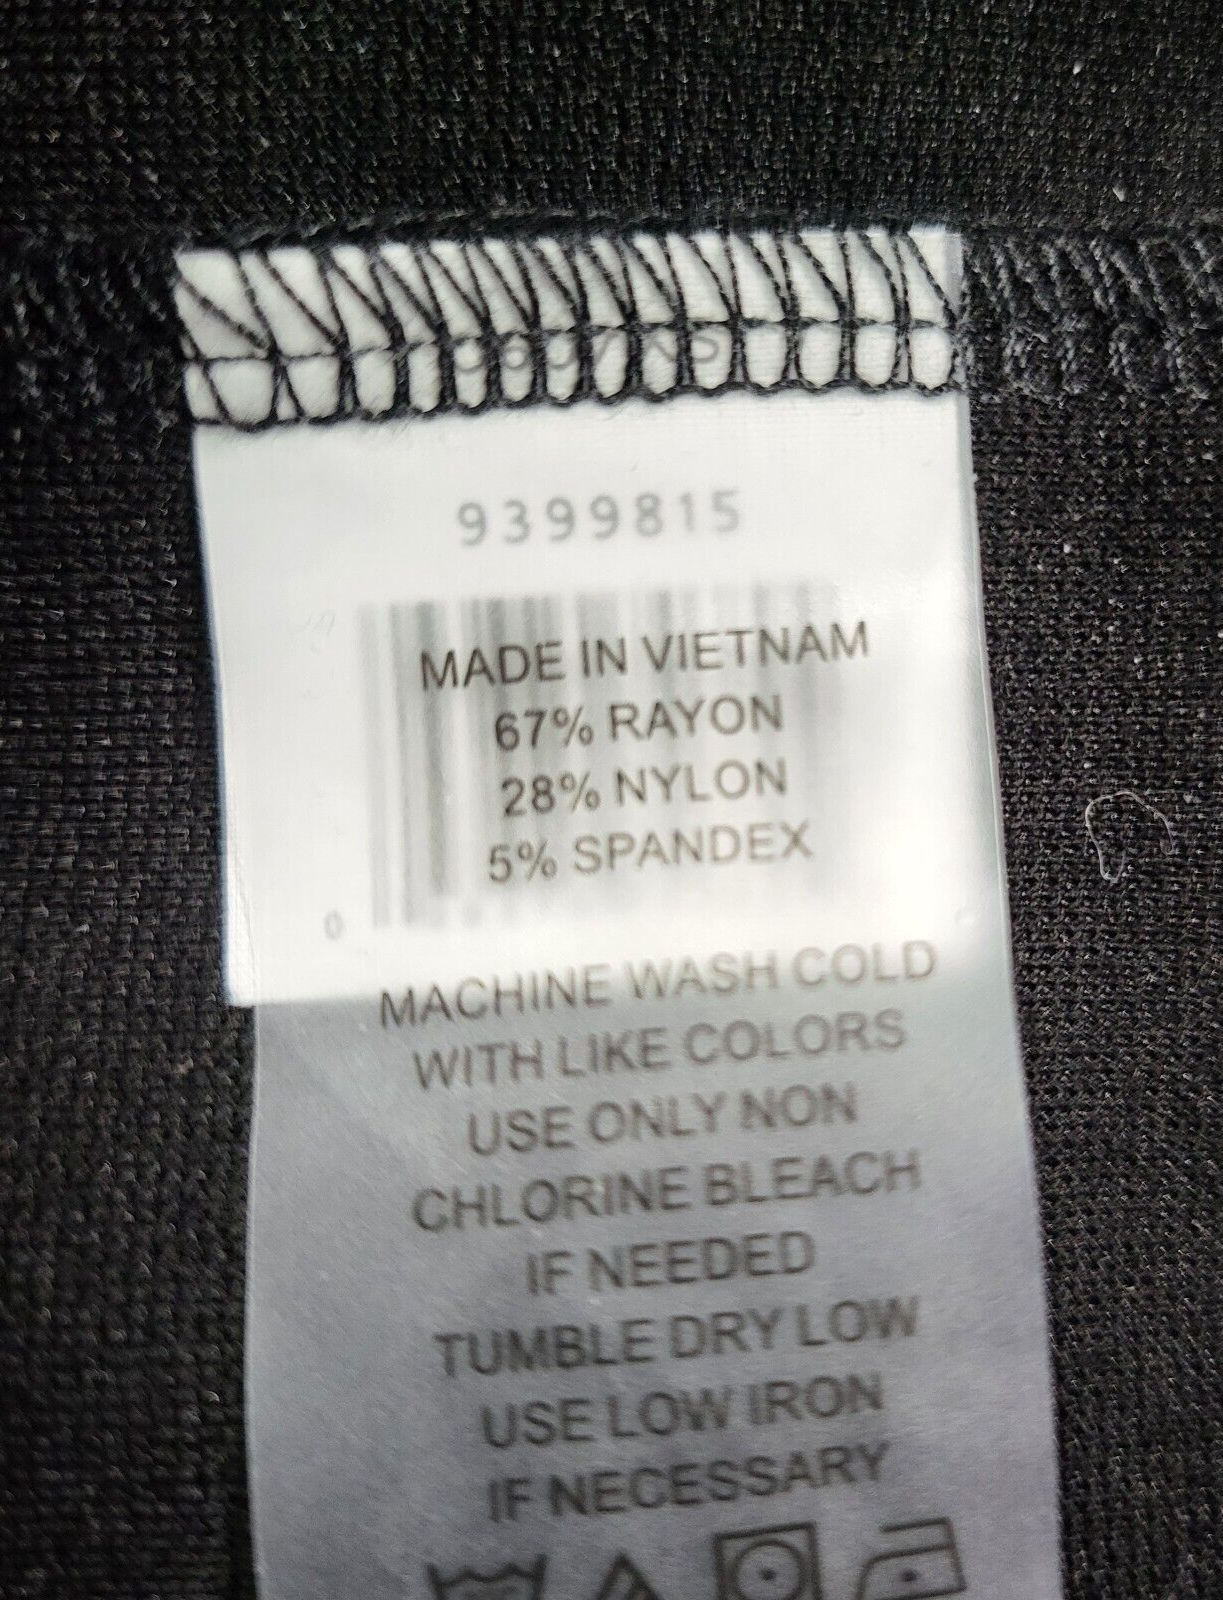 9399815
MADE IN VIETNAM
67% RAYON
28% NYLON
5% SPANDEX
0
MACHINE WASH COLD
WITH LIKE COLORS
USE ONLY NON
CHLORINE BLEACH
IF NEEDED
TUMBLE DRY LOW
USE LOW IRON
IF NECESSARY